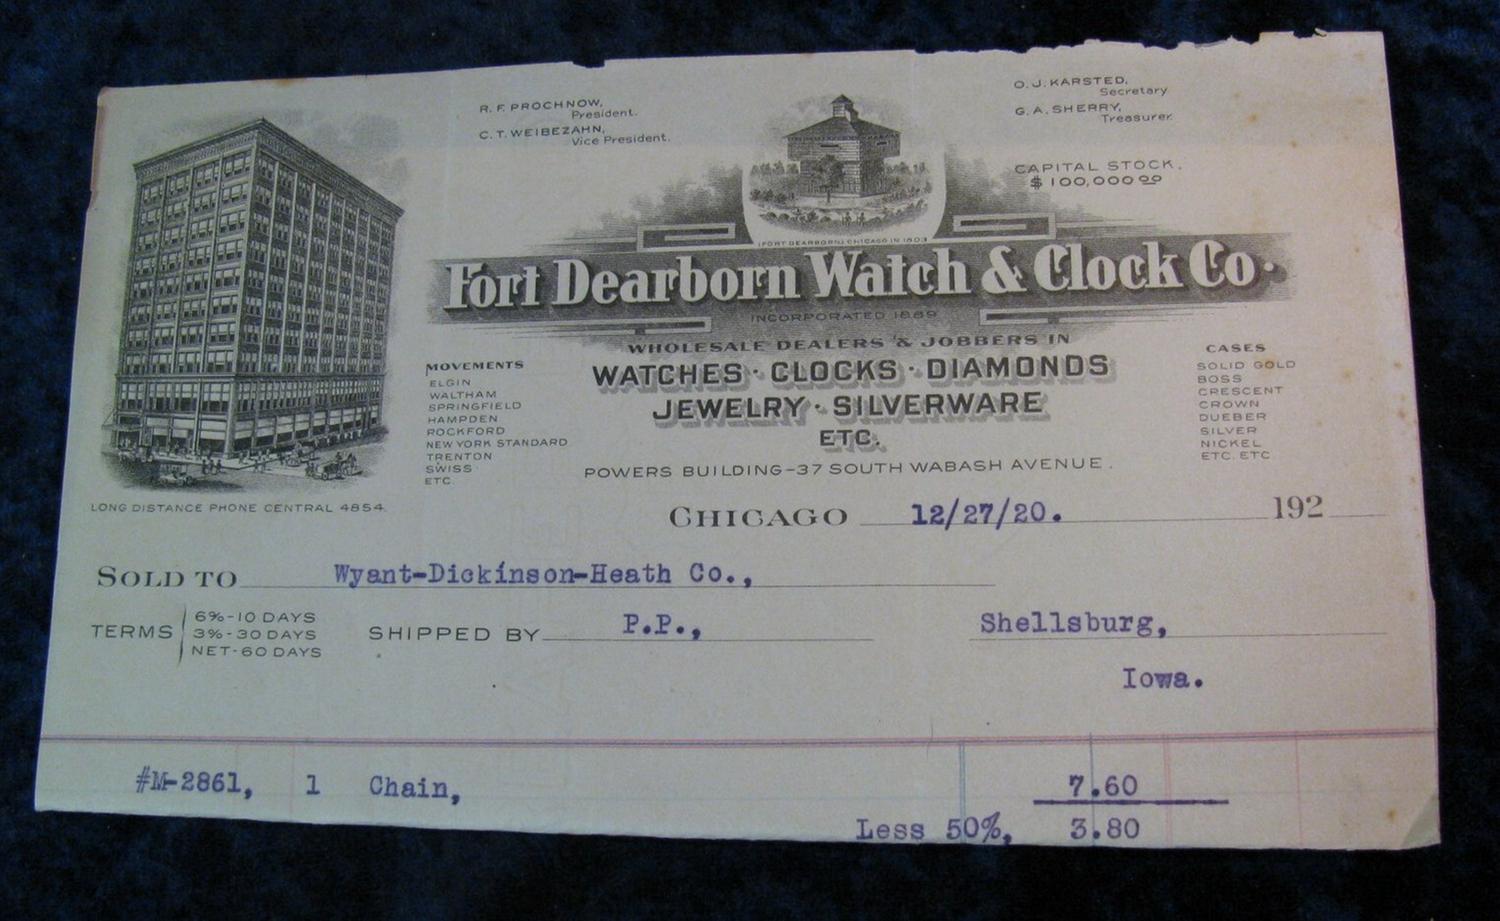 R. F. PROCHNOW,
President.
C. T. WEIBEZAHN,
Vice President.
O. J. KARSTED,
Secretary
G. A. SHERRY,
Treasurer
CAPITAL STOCK.
$100,000.00
(FORT DEARBORN) CHICAGO IN 1803
Fort Dearborn Watch & Clock Co.
INCORPORATED 1889
WHOLESALE DEALERS & JOBBERS IN
WATCHES · CLOCKS · DIAMONDS
JEWELRY · SILVERWARE
ETC.
POWERS BUILDING-37 SOUTH WABASH AVENUE.
MOVEMENTS
ELGIN
WALTHAM
SPRINGFIELD
HAMPDEN
ROCKFORD
NEW YORK STANDARD
TRENTON
SWISS
ETC.
CASES
SOLID GOLD
BOSS
CRESCENT
CROWN
DUEBER
SILVER
NICKEL
ETC. ETC
LONG DISTANCE PHONE CENTRAL 4854.
CHICAGO 12/27/20. 192
SOLD TO Wyant-Dickinson-Heath Co.,
TERMS
6%-10 DAYS
3%-30 DAYS
NET-60 DAYS
SHIPPED BY P.P., Shellsburg,
Iowa.
#M-2861, 1 Chain, 7.60
Less 50%, 3.80